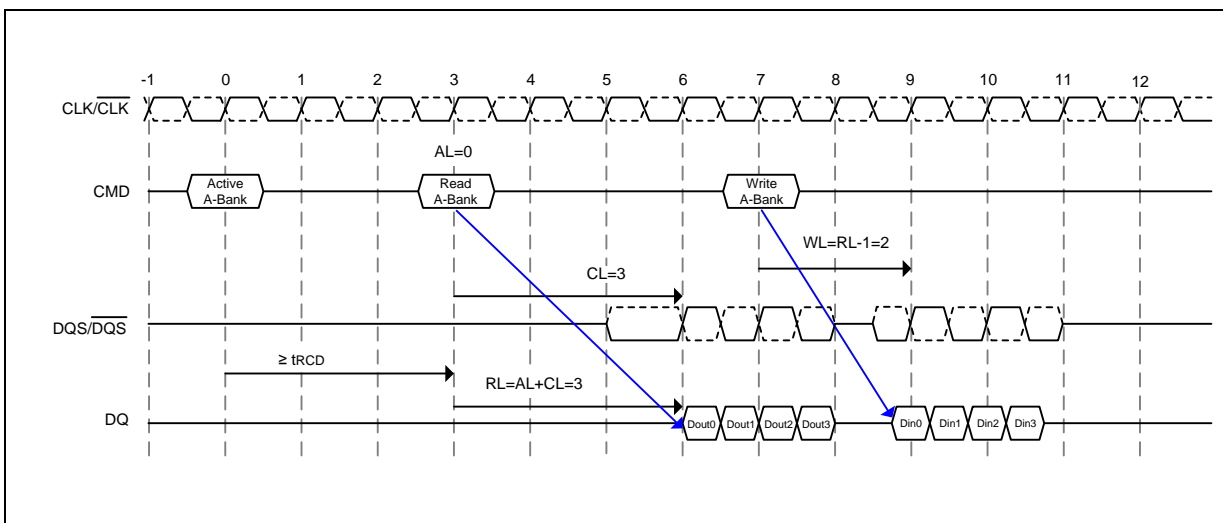 -1 0 1 2 3 4 5 6 7 8 9 10 11 12
CLK/C̅L̅K̅
AL=0
CMD
Active
A-Bank
Read
A-Bank
Write
A-Bank
WL=RL-1=2
CL=3
DQS/D̅Q̅S̅
≥ tRCD
RL=AL+CL=3
DQ
Dout0 Dout1 Dout2 Dout3 Din0 Din1 Din2 Din3